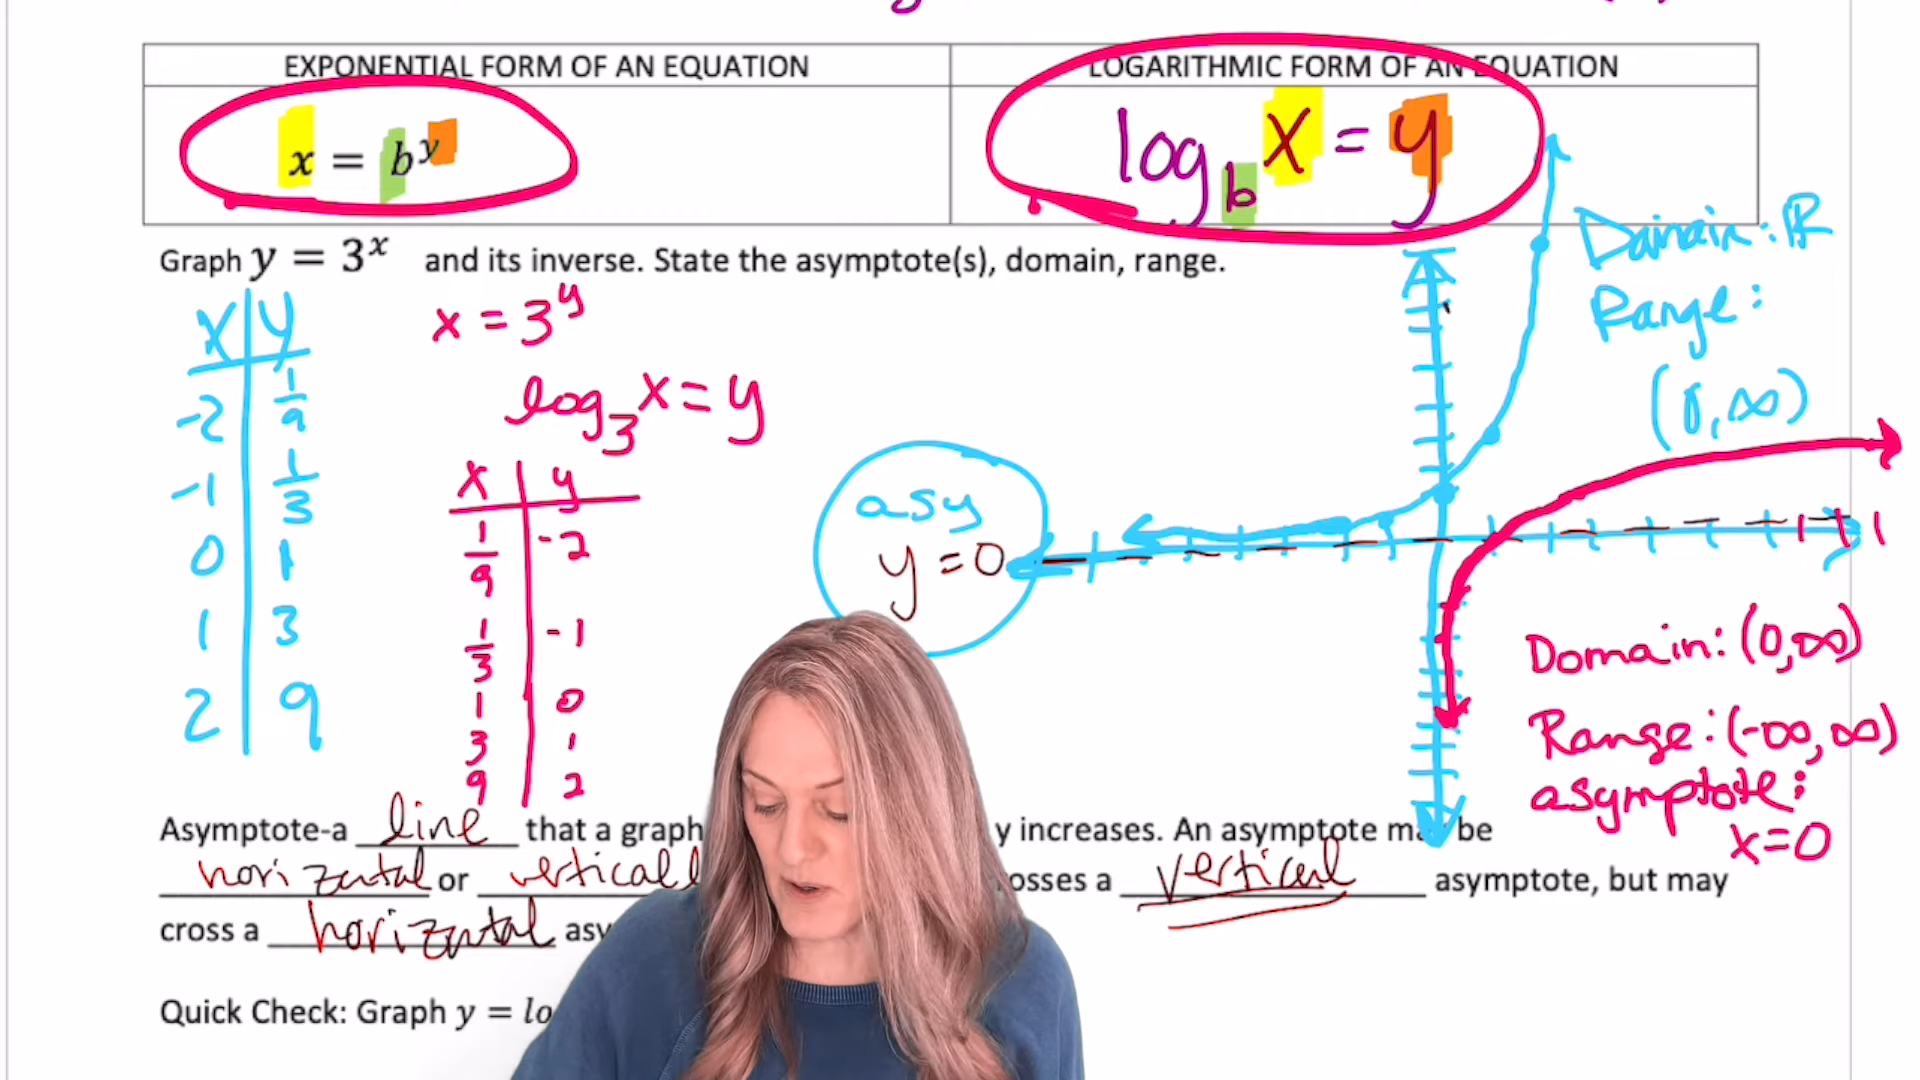 EXPONENTIAL FORM OF AN EQUATION
LOGARITHMIC FORM OF AN EQUATION
x = b^y
log_b x = y
Graph y = 3^x and its inverse. State the asymptote(s), domain, range.
x y
-2 1/9
-1 1/3
0 1
1 3
2 9
x = 3^y
log_3 x = y
x y
1/9 -2
1/3 -1
1 0
3 1
9 2
asy
y = 0
Domain: ℝ
Range:
(0, ∞)
Domain: (0, ∞)
Range: (-∞, ∞)
asymptote:
x = 0
Asymptote-a line that a graph y increases. An asymptote may be
horizontal or vertical a vertical asymptote, but may
cross a horizontal
Quick Check: Graph y =